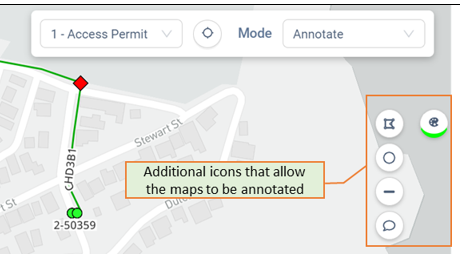 1 - Access Permit
Mode
Annotate
Stewart St
CHD3B1
Additional icons that allow
the maps to be annotated
t St
Dut
2-50359